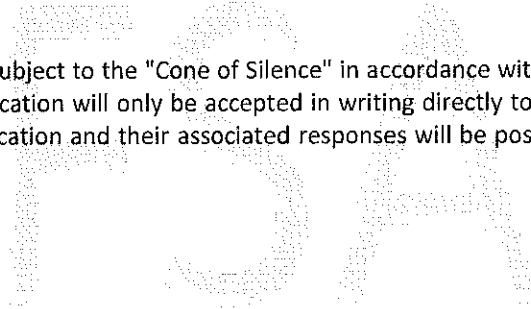 ubject to the "Cone of Silence" in accordance wit
cation will only be accepted in writing directly to
cation and their associated responses will be pos
FSA